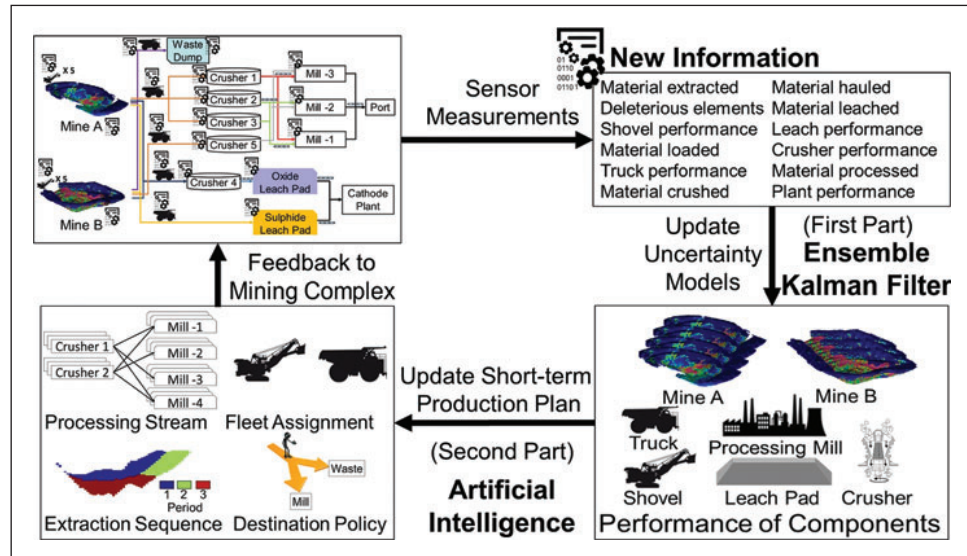 Waste
Dump
X 5
Mine A
Crusher 1
Crusher 2
Crusher 3
Crusher 5
Mill -3
Mill -2
Mill -1
Port
X 5
Mine B
Crusher 4
Oxide
Leach Pad
Sulphide
Leach Pad
Cathode
Plant
Sensor
Measurements
01
0110
0001
01101
New Information
Material extracted
Deleterious elements
Shovel performance
Material loaded
Truck performance
Material crushed
Material hauled
Material leached
Leach performance
Crusher performance
Material processed
Plant performance
Update
Uncertainty
Models
(First Part)
Ensemble
Kalman Filter
Mine A
Mine B
Truck
Processing Mill
Shovel
Leach Pad
Crusher
Performance of Components
Update Short-term
Production Plan
(Second Part)
Artificial
Intelligence
Feedback to
Mining Complex
Crusher 1
Crusher 2
Mill -1
Mill -2
Mill -3
Mill -4
Processing Stream
Fleet Assignment
1 2 3
Period
Extraction Sequence
Waste
Mill
Destination Policy